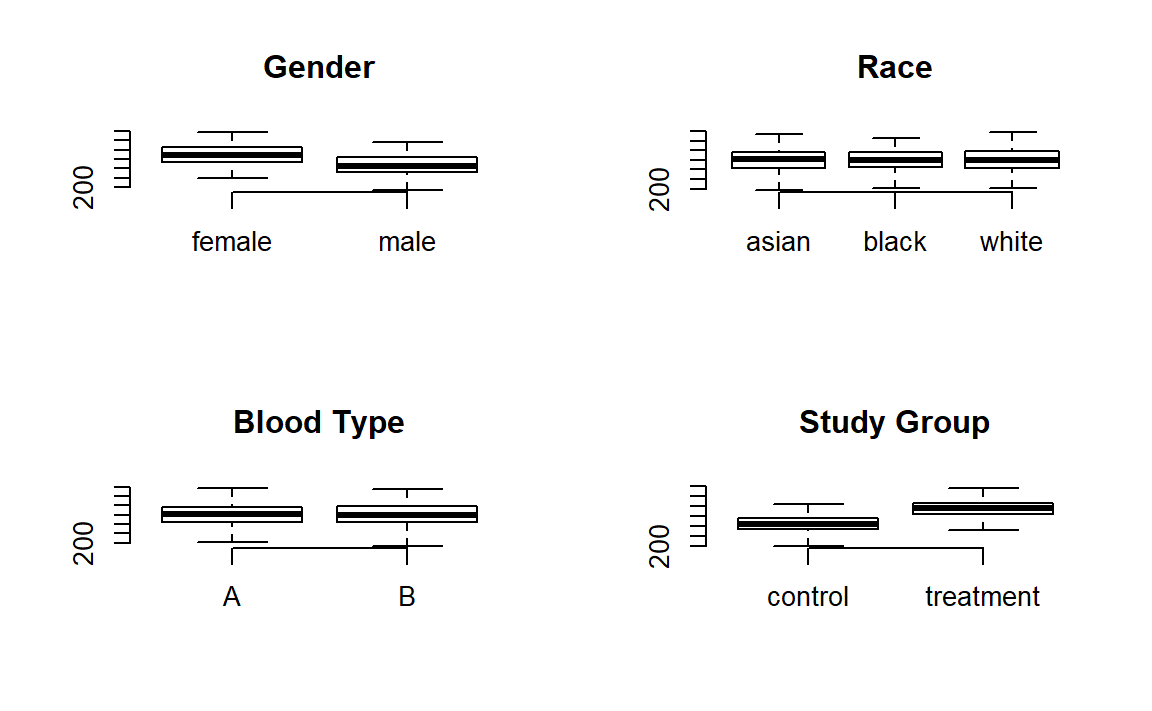 Gender
200
female male
Race
200
asian black white
Blood Type
200
A B
Study Group
200
control treatment